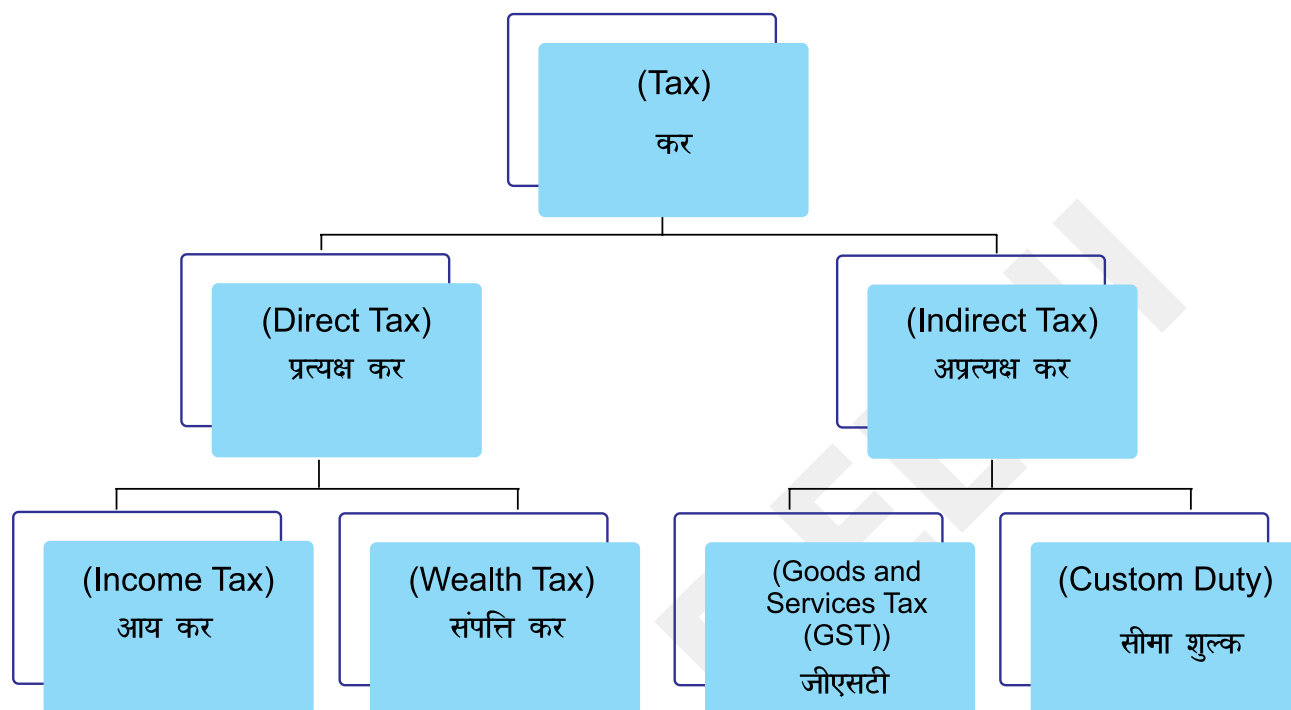 (Tax)
कर
(Direct Tax)
प्रत्यक्ष कर
(Indirect Tax)
अप्रत्यक्ष कर
(Income Tax)
आय कर
(Wealth Tax)
संपत्ति कर
(Goods and
Services Tax
(GST))
जीएसटी
(Custom Duty)
सीमा शुल्क